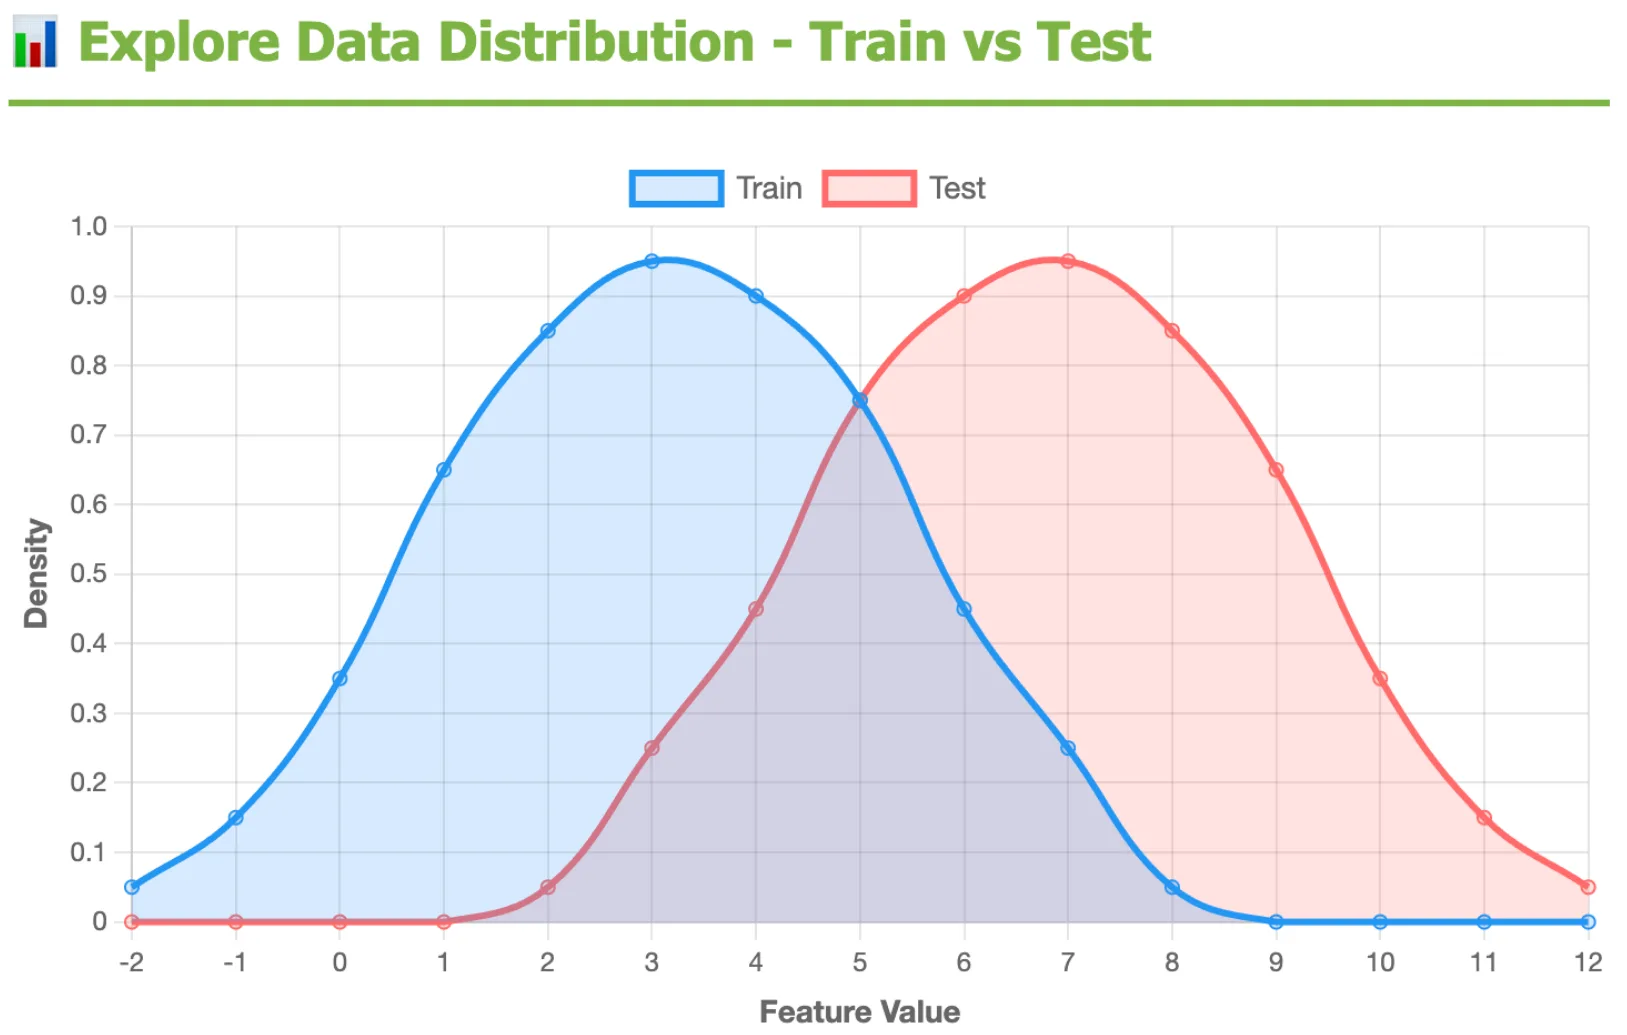 Explore Data Distribution - Train vs Test
Train Test
1.0
0.9
0.8
0.7
0.6
0.5
0.4
0.3
0.2
0.1
0
Density
-2 -1 0 1 2 3 4 5 6 7 8 9 10 11 12
Feature Value